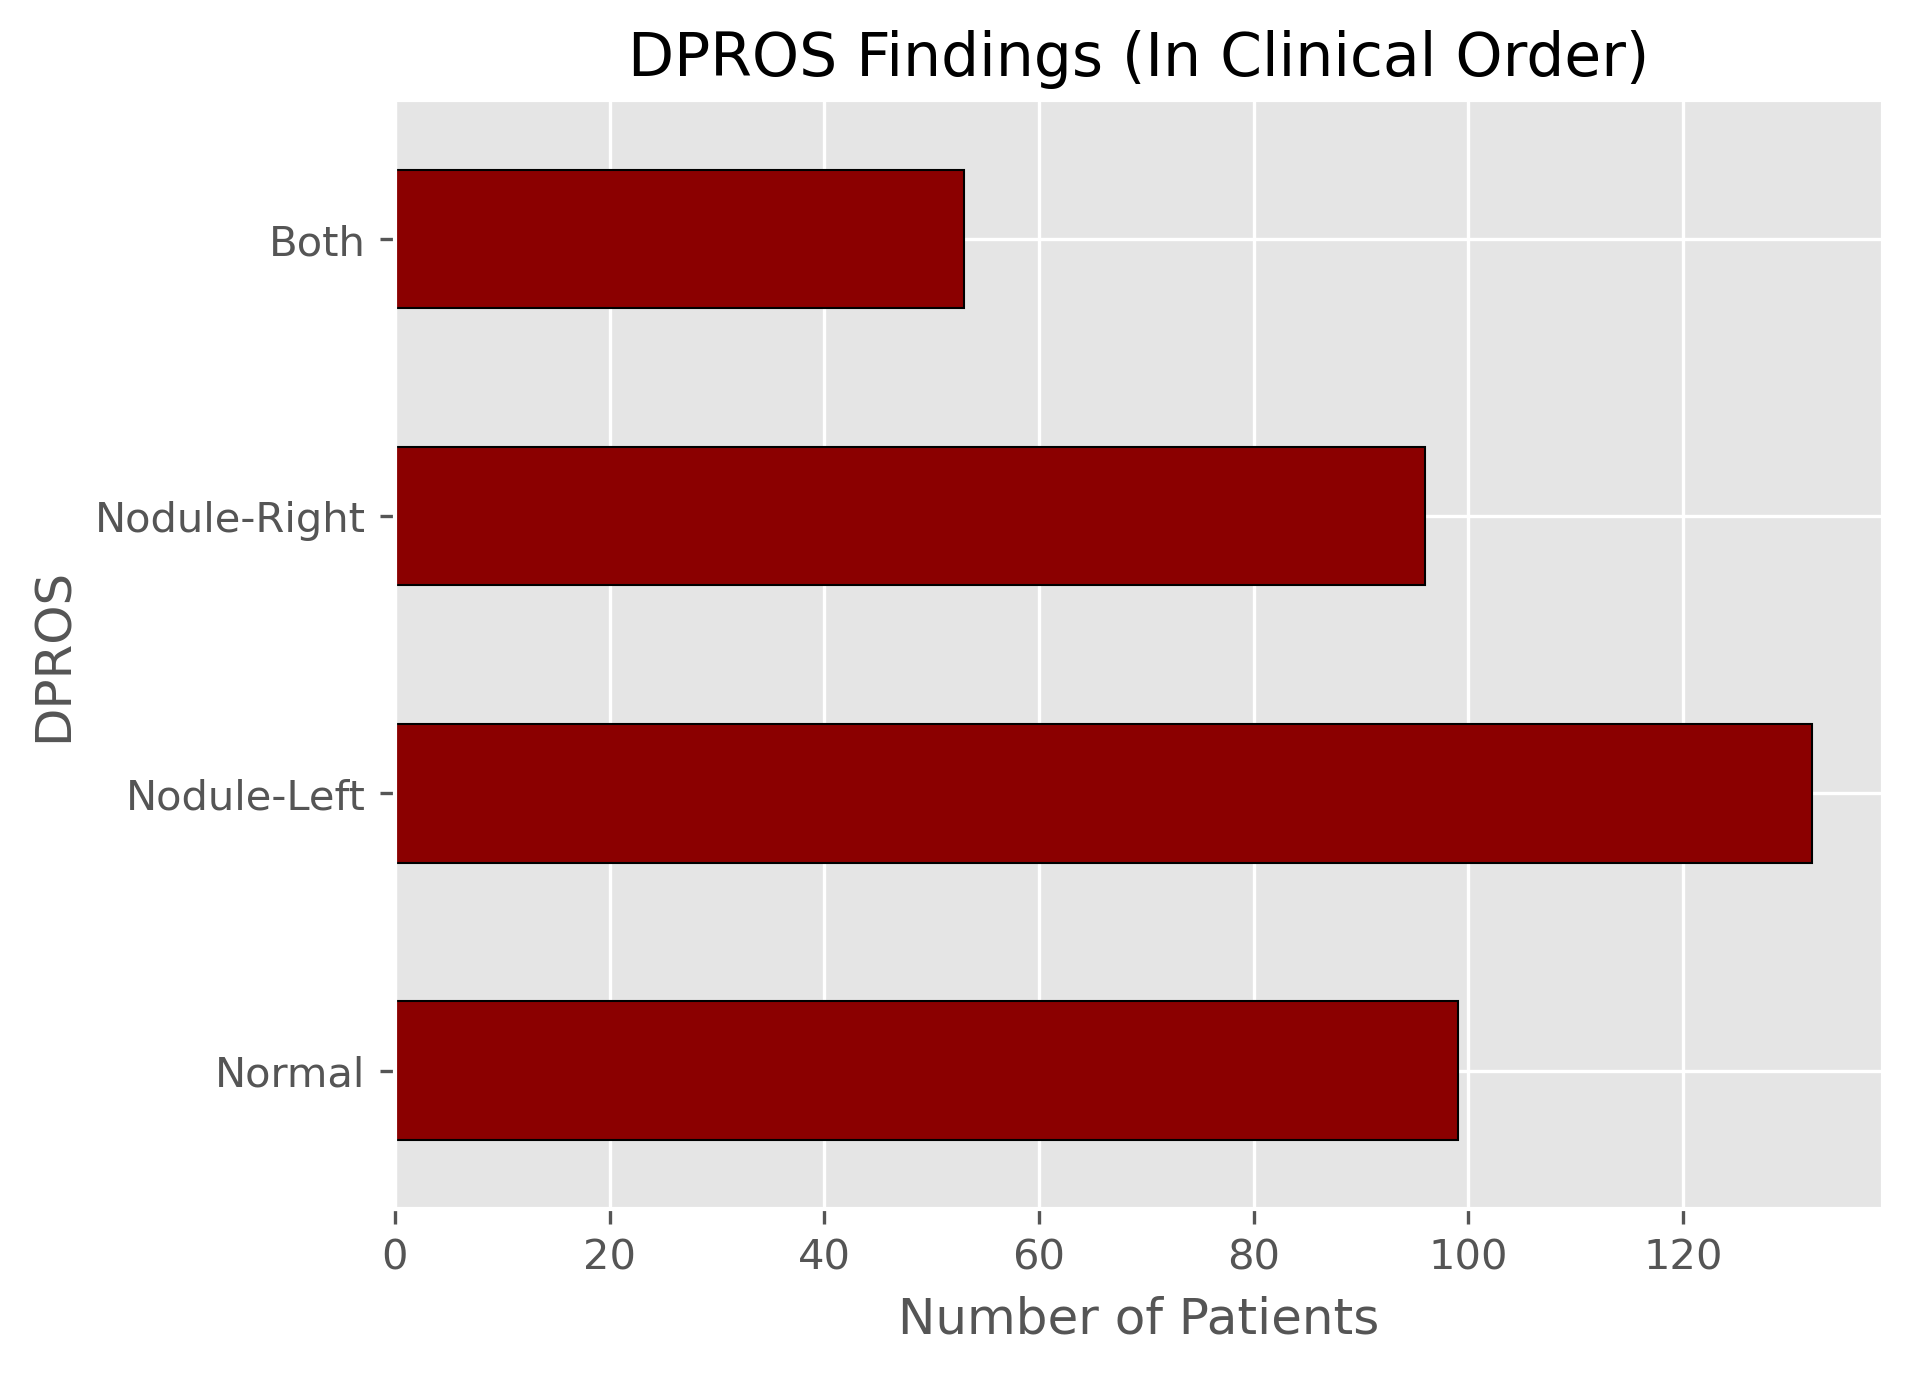 DPROS Findings (In Clinical Order)
Both
Nodule-Right
Nodule-Left
Normal
DPROS
0 20 40 60 80 100 120
Number of Patients